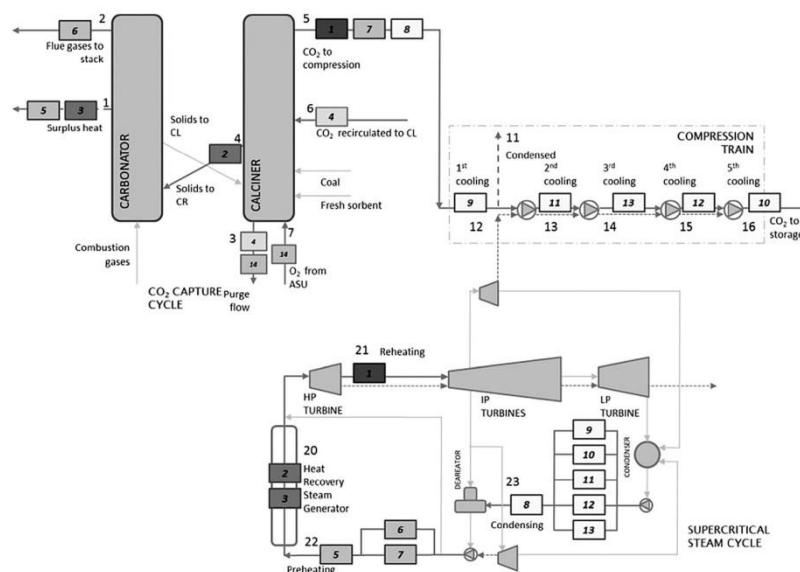 2
5
6
1
7
8
Flue gases to
stack
CO₂ to
compression
CARBONATOR
CALCINER
1
5
3
Surplus heat
Solids to
CL
4
2
Solids to
CR
6
4
CO₂ recirculated to CL
Coal
Fresh sorbent
3
4
14
7
14
O₂ from
ASU
Combustion
gases
CO₂ CAPTURE
CYCLE
Purge
flow
11
Condensed
COMPRESSION
TRAIN
1st
cooling
2nd
cooling
3rd
cooling
4th
cooling
5th
cooling
9
11
13
12
10
12
13
14
15
16
CO₂ to
storage
21
Reheating
1
HP
TURBINE
IP
TURBINES
LP
TURBINE
20
2
3
Heat
Recovery
Steam
Generator
DEAREATOR
CONDENSER
23
8
Condensing
9
10
11
12
13
22
5
6
7
Preheating
SUPERCRITICAL
STEAM CYCLE